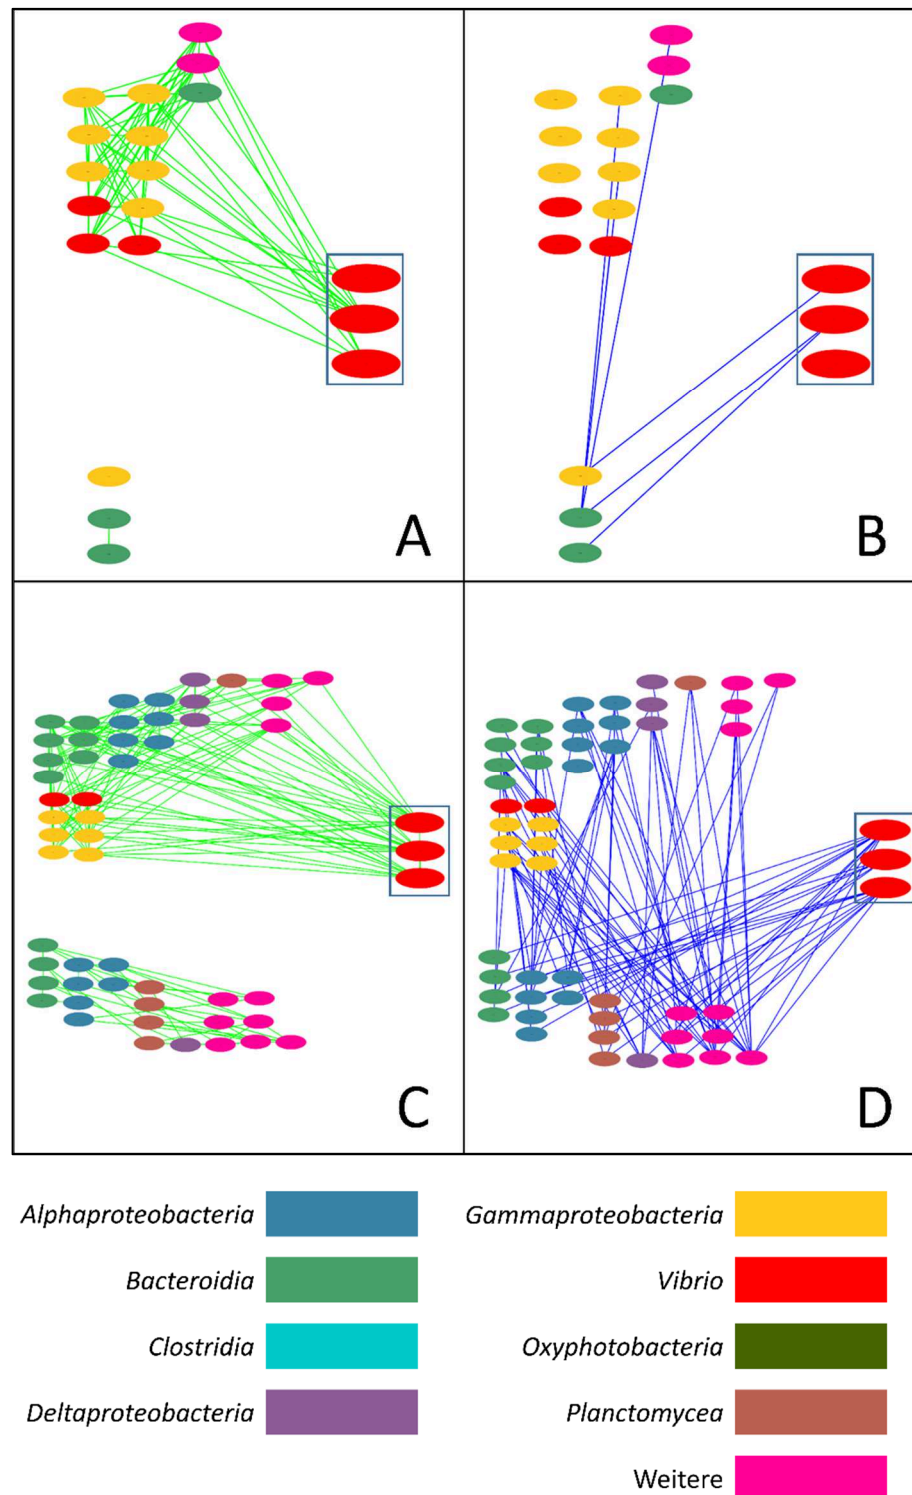 A
B
C
D
Alphaproteobacteria
Gammaproteobacteria
Bacteroidia
Vibrio
Clostridia
Oxyphotobacteria
Deltaproteobacteria
Planctomycea
Weitere